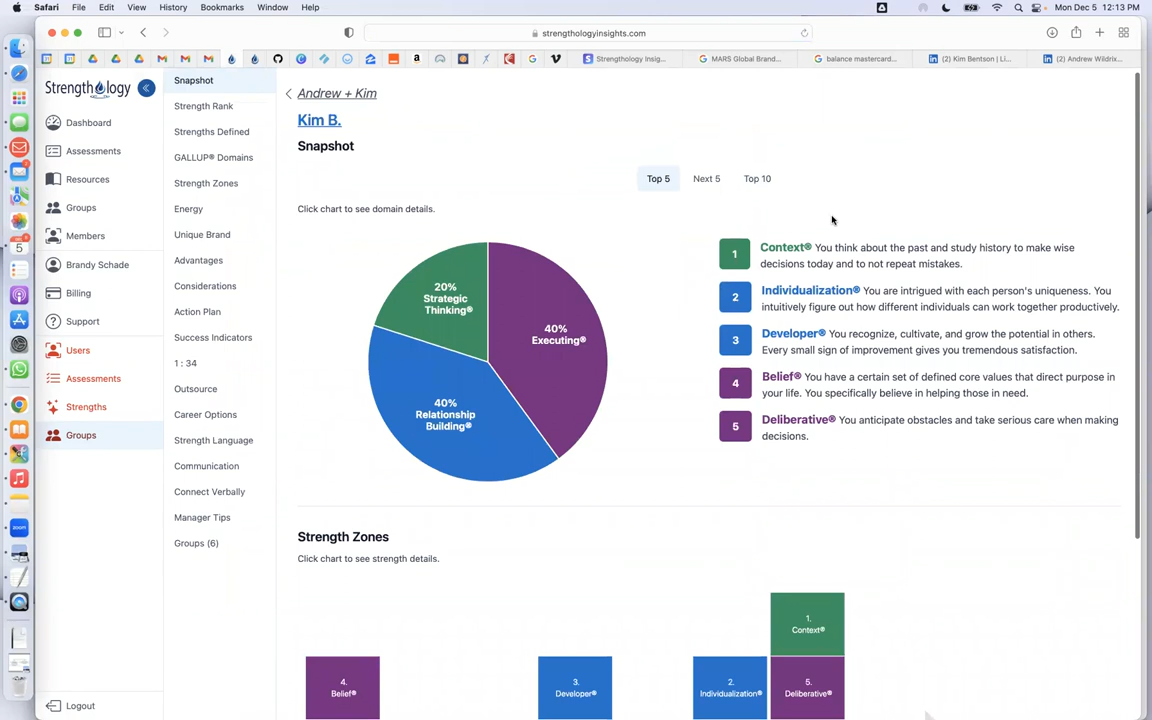 Safari File Edit View History Bookmarks Window Help
Mon Dec 5 12:13 PM
strengthologyinsights.com
Strengthology Insig...
MARS Global Brand...
balance mastercard...
(2) Kim Bentson | Li...
(2) Andrew Wildrix...
Strengthology
Dashboard
Assessments
Resources
Groups
Members
Brandy Schade
Billing
Support
Users
Assessments
Strengths
Groups
Logout
Snapshot
Strength Rank
Strengths Defined
GALLUP® Domains
Strength Zones
Energy
Unique Brand
Advantages
Considerations
Action Plan
Success Indicators
1 : 34
Outsource
Career Options
Strength Language
Communication
Connect Verbally
Manager Tips
Groups (6)
Andrew + Kim
Kim B.
Snapshot
Top 5 Next 5 Top 10
Click chart to see domain details.
20%
Strategic
Thinking®
40%
Executing®
40%
Relationship
Building®
1 Context® You think about the past and study history to make wise
decisions today and to not repeat mistakes.
2 Individualization® You are intrigued with each person's uniqueness. You
intuitively figure out how different individuals can work together productively.
3 Developer® You recognize, cultivate, and grow the potential in others.
Every small sign of improvement gives you tremendous satisfaction.
4 Belief® You have a certain set of defined core values that direct purpose in
your life. You specifically believe in helping those in need.
5 Deliberative® You anticipate obstacles and take serious care when making
decisions.
Strength Zones
Click chart to see strength details.
1.
Context®
4.
Belief®
3.
Developer®
2.
Individualization®
5.
Deliberative®